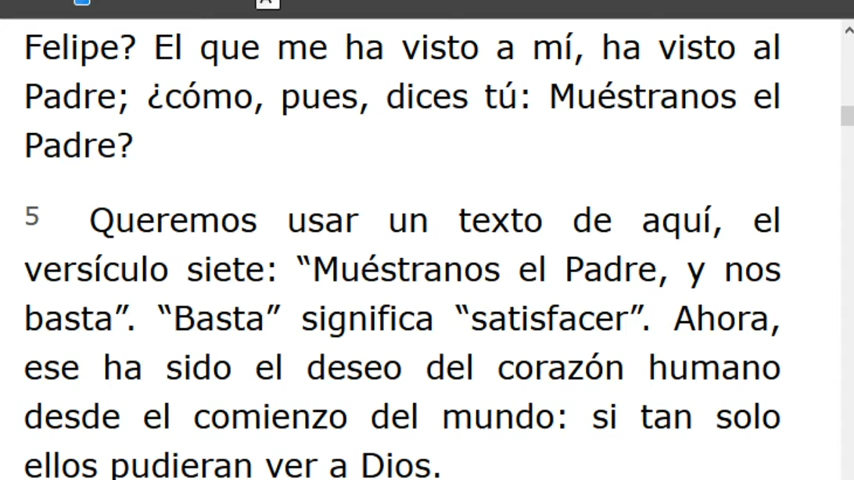 Felipe? El que me ha visto a mí, ha visto al
Padre; ¿cómo, pues, dices tú: Muéstranos el
Padre?
5 Queremos usar un texto de aquí, el
versículo siete: “Muéstranos el Padre, y nos
basta”. “Basta” significa “satisfacer”. Ahora,
ese ha sido el deseo del corazón humano
desde el comienzo del mundo: si tan solo
ellos pudieran ver a Dios.